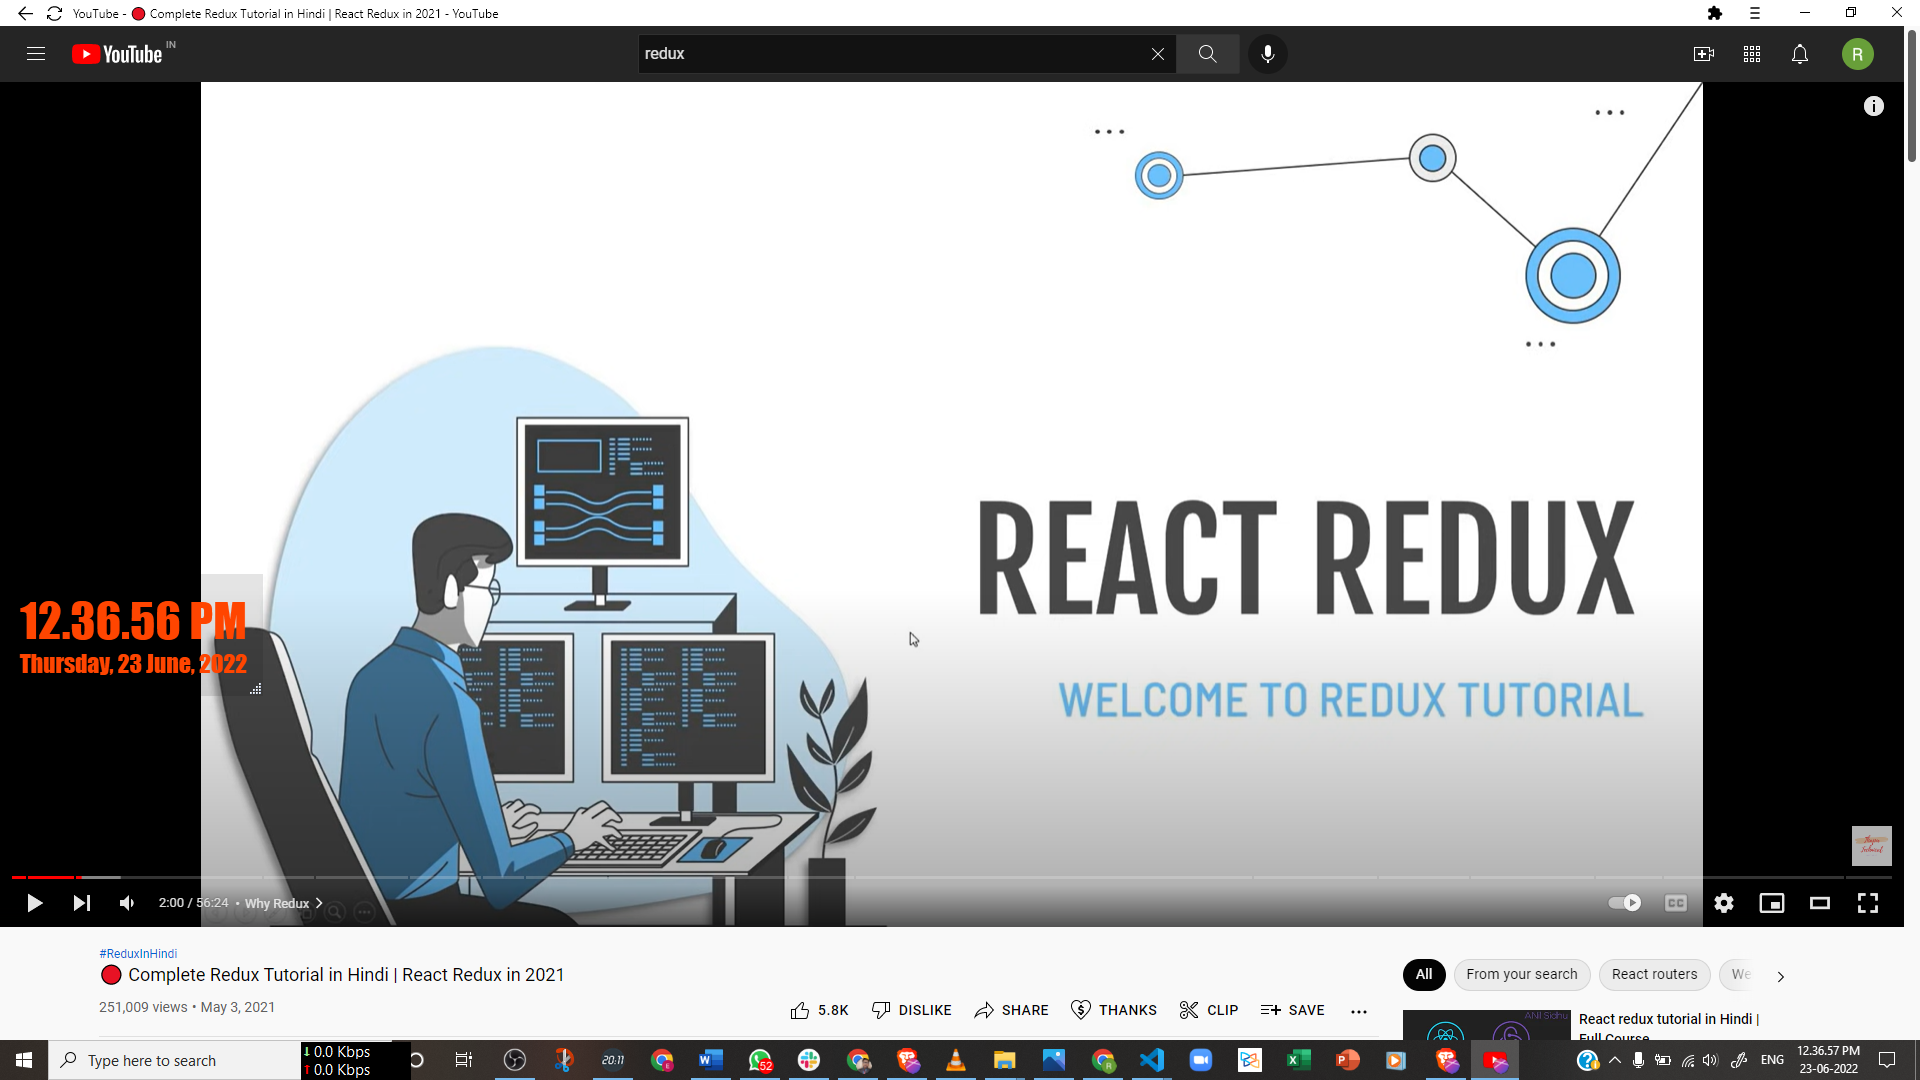 YouTube - 🔴 Complete Redux Tutorial in Hindi | React Redux in 2021 - YouTube
YouTube IN
redux
R
REACT REDUX
WELCOME TO REDUX TUTORIAL
12.36.56 PM
Thursday, 23 June, 2022
2:00 / 56:24 • Why Redux
CC
#ReduxInHindi
🔴 Complete Redux Tutorial in Hindi | React Redux in 2021
251,009 views • May 3, 2021
5.8K DISLIKE SHARE THANKS CLIP SAVE
All From your search React routers We
ANil Sidhu
React redux tutorial in Hindi |
Full Course
Type here to search
↓ 0.0 Kbps
↑ 0.0 Kbps
20:11
52
ENG
12.36.57 PM
23-06-2022